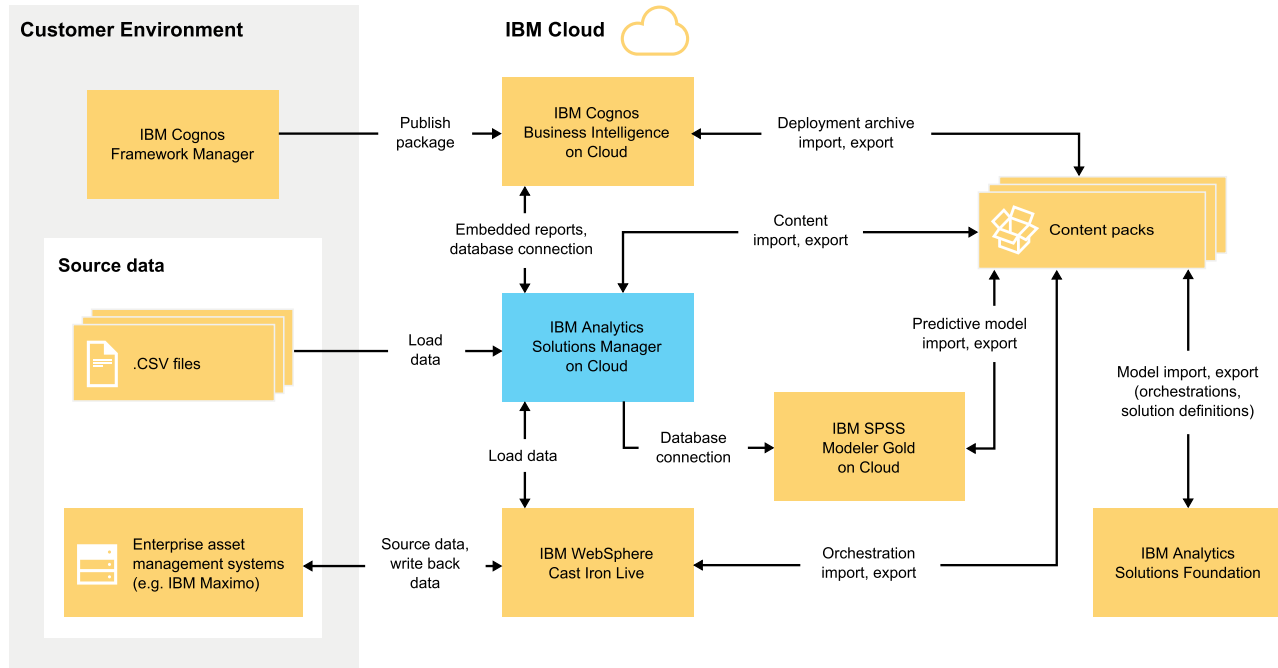 Customer Environment
IBM Cloud
IBM Cognos
Framework Manager
Publish
package
IBM Cognos
Business Intelligence
on Cloud
Deployment archive
import, export
Embedded reports,
database connection
Content
import, export
Content packs
Source data
.CSV files
Load
data
IBM Analytics
Solutions Manager
on Cloud
Predictive model
import, export
Model import, export
(orchestrations,
solution definitions)
Load data
Database
connection
IBM SPSS
Modeler Gold
on Cloud
Enterprise asset
management systems
(e.g. IBM Maximo)
Source data,
write back
data
IBM WebSphere
Cast Iron Live
Orchestration
import, export
IBM Analytics
Solutions Foundation